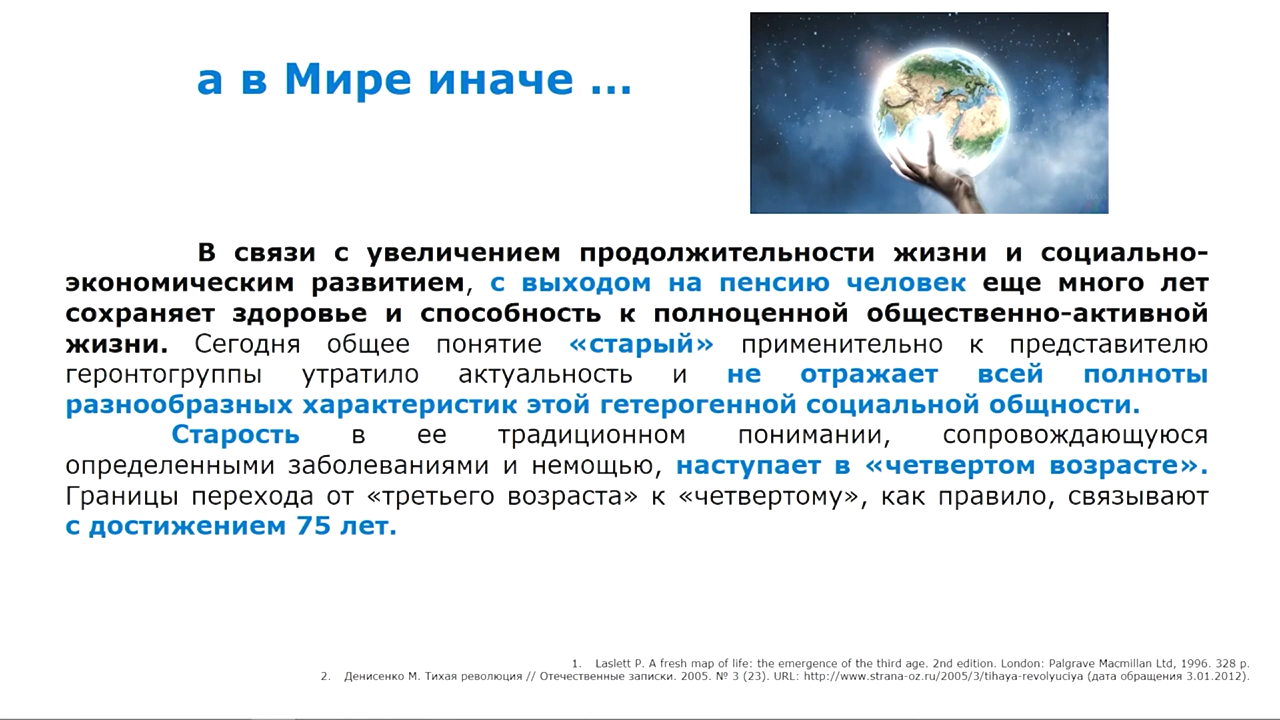 а в Мире иначе ...
В связи с увеличением продолжительности жизни и социально-
экономическим развитием, с выходом на пенсию человек еще много лет
сохраняет здоровье и способность к полноценной общественно-активной
жизни. Сегодня общее понятие «старый» применительно к представителю
геронтогруппы утратило актуальность и не отражает всей полноты
разнообразных характеристик этой гетерогенной социальной общности.
Старость в ее традиционном понимании, сопровождающуюся
определенными заболеваниями и немощью, наступает в «четвертом возрасте».
Границы перехода от «третьего возраста» к «четвертому», как правило, связывают
с достижением 75 лет.
1. Laslett P. A fresh map of life: the emergence of the third age. 2nd edition. London: Palgrave Macmillan Ltd, 1996. 328 p.
2. Денисенко М. Тихая революция // Отечественные записки. 2005. № 3 (23). URL: http://www.strana-oz.ru/2005/3/tihaya-revolyuciya (дата обращения 3.01.2012).